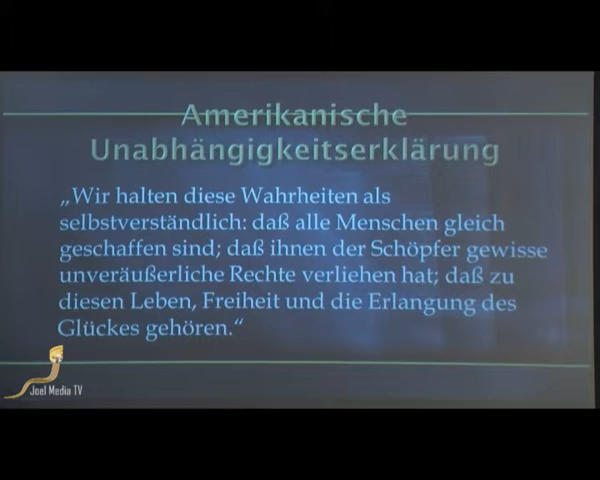 Amerikanische
Unabhängigkeitserklärung
„Wir halten diese Wahrheiten als
selbstverständlich: daß alle Menschen gleich
geschaffen sind; daß ihnen der Schöpfer gewisse
unveräußerliche Rechte verliehen hat; daß zu
diesen Leben, Freiheit und die Erlangung des
Glückes gehören.“
Joel Media TV